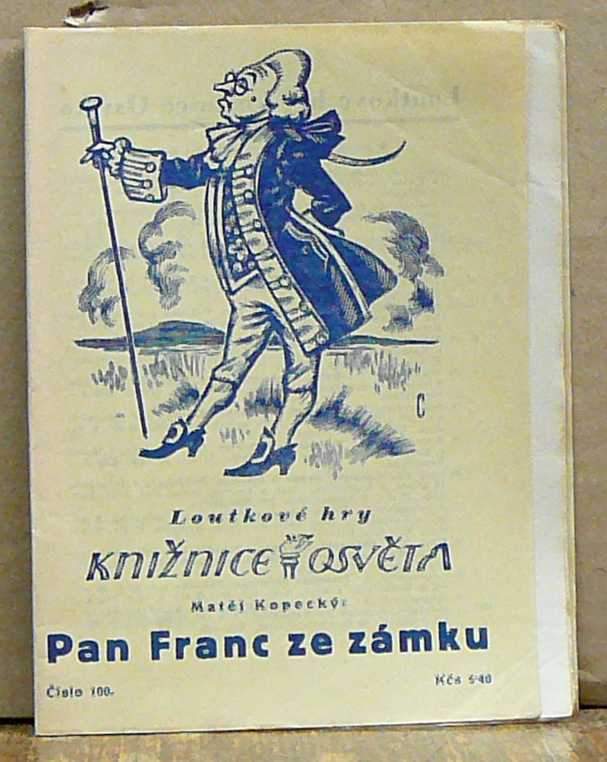 C
Loutkové hry
KNIŽNICE OSVĚTA
Matěj Kopecký:
Pan Franc ze zámku
Číslo 100.
Kčs 5·40